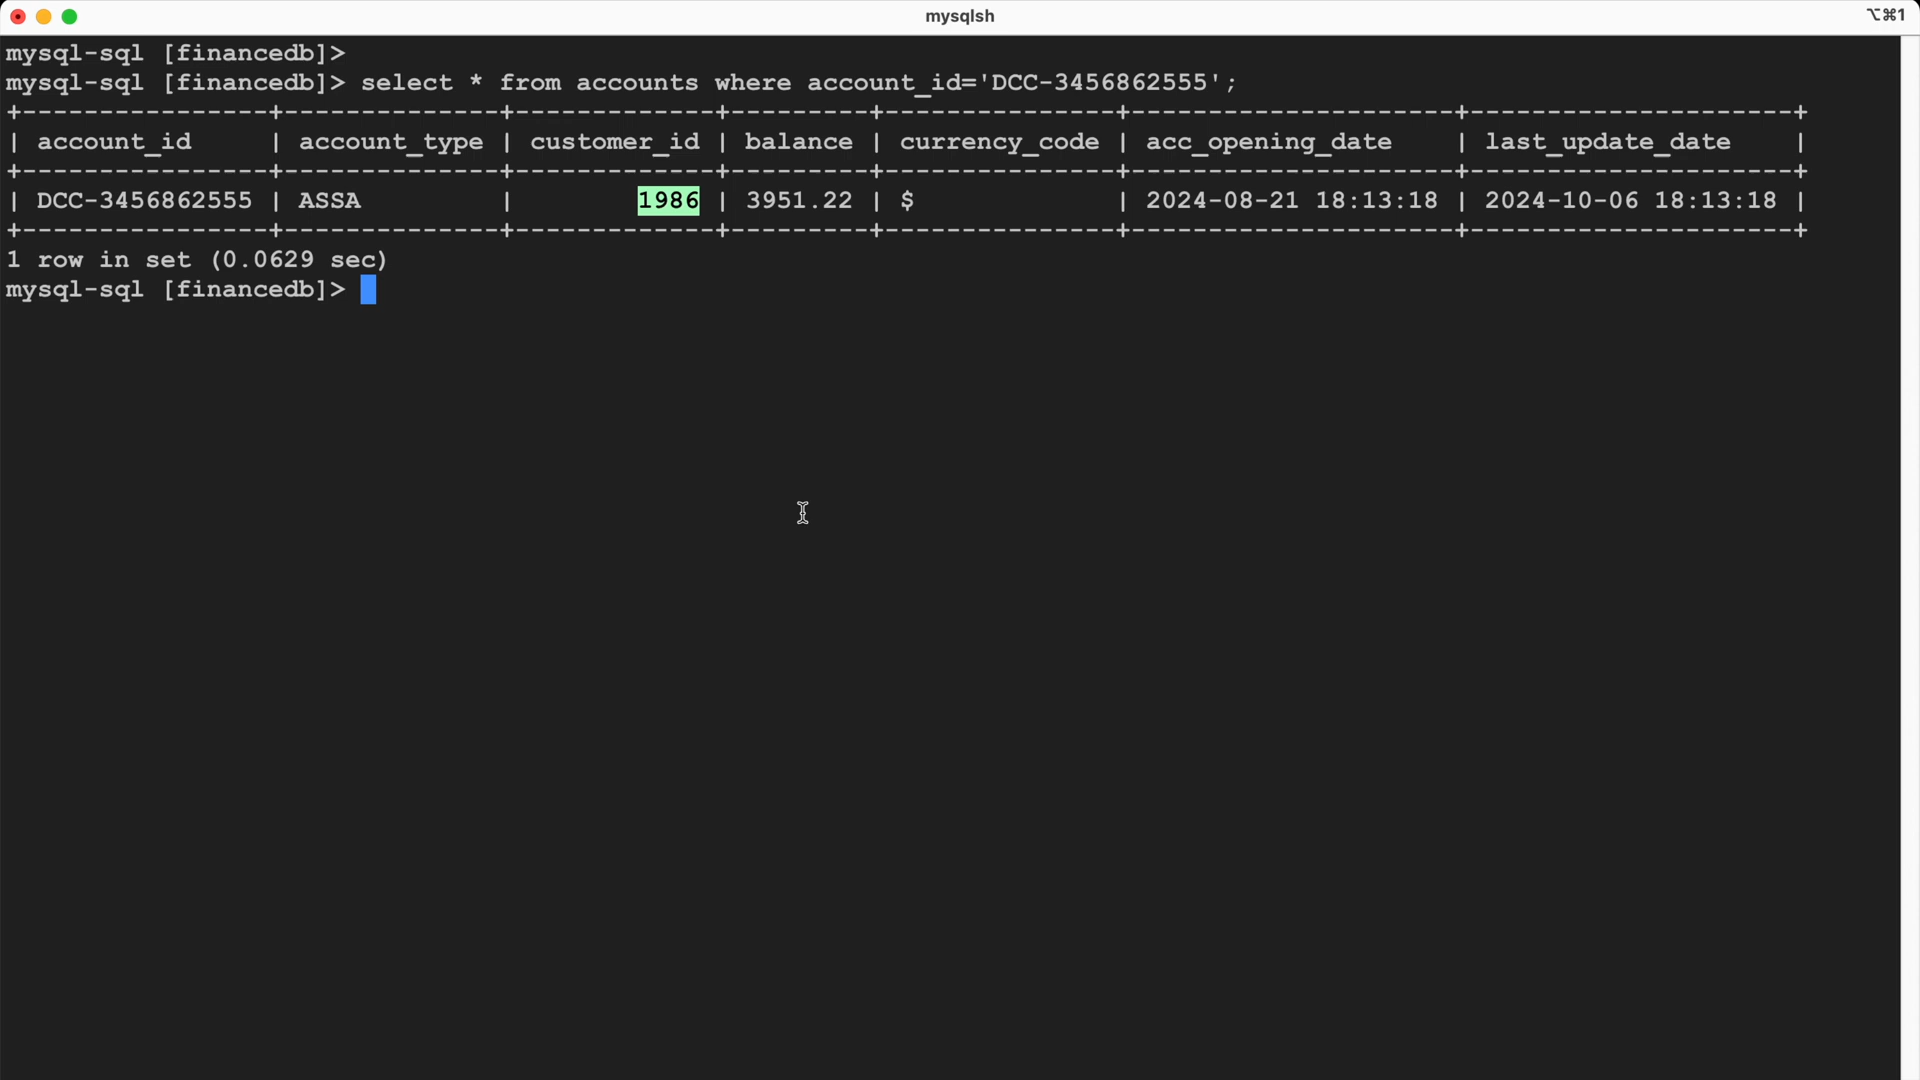 mysqlsh
⌥⌘1
mysql-sql [financedb]>
mysql-sql [financedb]> select * from accounts where account_id='DCC-3456862555';
+----------------+--------------+-------------+---------+---------------+---------------------+---------------------+
| account_id     | account_type | customer_id | balance | currency_code | acc_opening_date    | last_update_date    |
+----------------+--------------+-------------+---------+---------------+---------------------+---------------------+
| DCC-3456862555 | ASSA         |        1986 | 3951.22 | $             | 2024-08-21 18:13:18 | 2024-10-06 18:13:18 |
+----------------+--------------+-------------+---------+---------------+---------------------+---------------------+
1 row in set (0.0629 sec)
mysql-sql [financedb]>